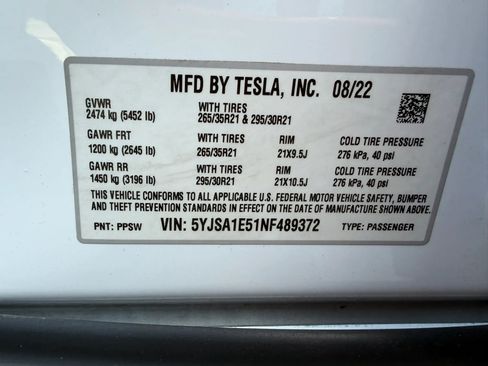 MFD BY TESLA, INC. 08/22
GVWR
2474 kg (5452 lb)
WITH TIRES
265/35R21 & 295/30R21
GAWR FRT WITH TIRES RIM COLD TIRE PRESSURE
1200 kg (2645 lb) 265/35R21 21X9.5J 276 kPa, 40 psi
GAWR RR WITH TIRES RIM COLD TIRE PRESSURE
1450 kg (3196 lb) 295/30R21 21X10.5J 276 kPa, 40 psi
THIS VEHICLE CONFORMS TO ALL APPLICABLE U.S. FEDERAL MOTOR VEHICLE SAFETY, BUMPER
AND THEFT PREVENTION STANDARDS IN EFFECT ON THE DATE OF MANUFACTURE SHOWN ABOVE.
PNT: PPSW VIN: 5YJSA1E51NF489372 TYPE: PASSENGER